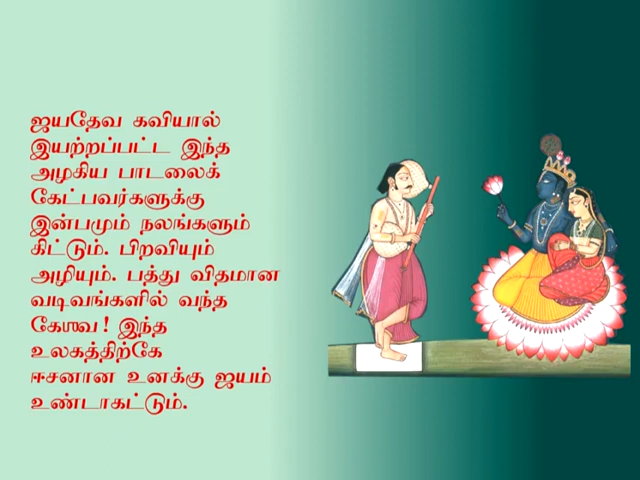 ஜயதேவ கவியால்
இயற்றப்பட்ட இந்த
அழகிய பாடலைக்
கேட்பவர்களுக்கு
இன்பமும் நலங்களும்
கிட்டும். பிறவியும்
அழியும். பத்து விதமான
வடிவங்களில் வந்த
கேஶவ! இந்த
உலகத்திற்கே
ஈசனான உனக்கு ஜயம்
உண்டாகட்டும்.